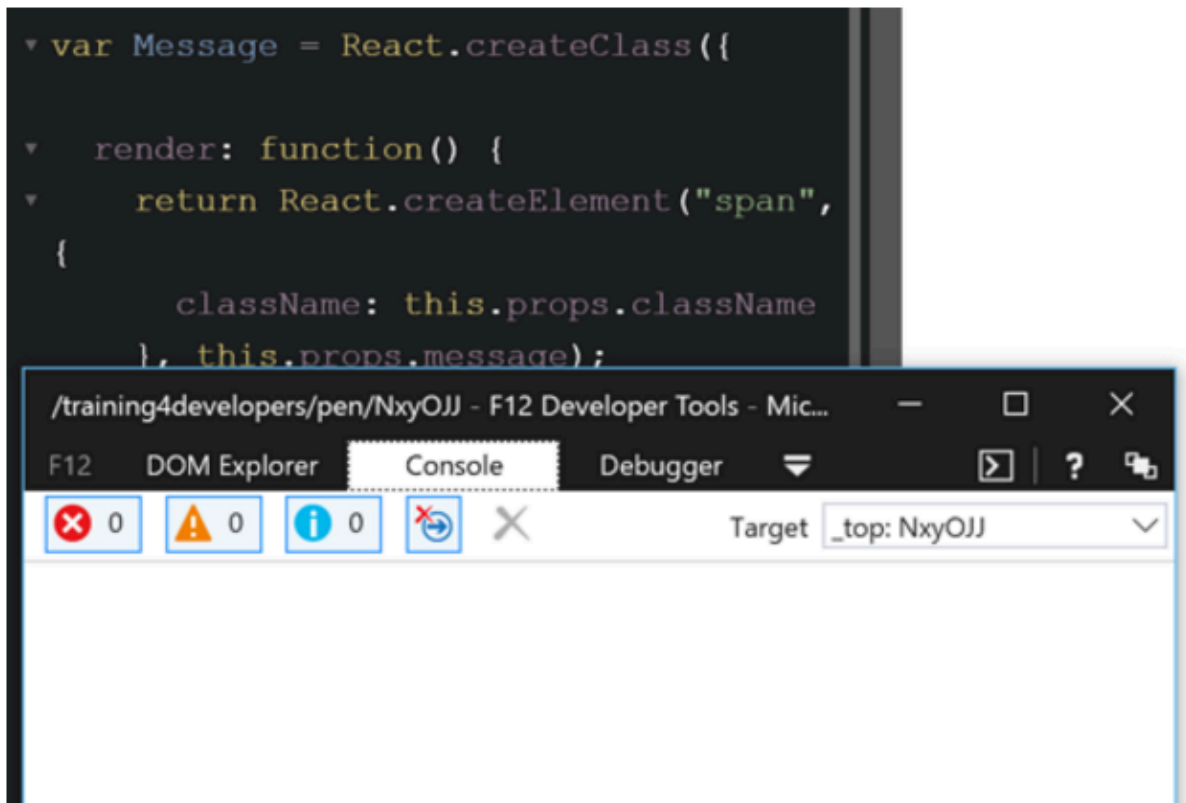 var Message = React.createClass({
render: function() {
return React.createElement("span",
{
className: this.props.className
}, this.props.message);
/training4developers/pen/NxyOJJ - F12 Developer Tools - Mic...
F12 DOM Explorer Console Debugger ?
0 0 0 Target _top: NxyOJJ